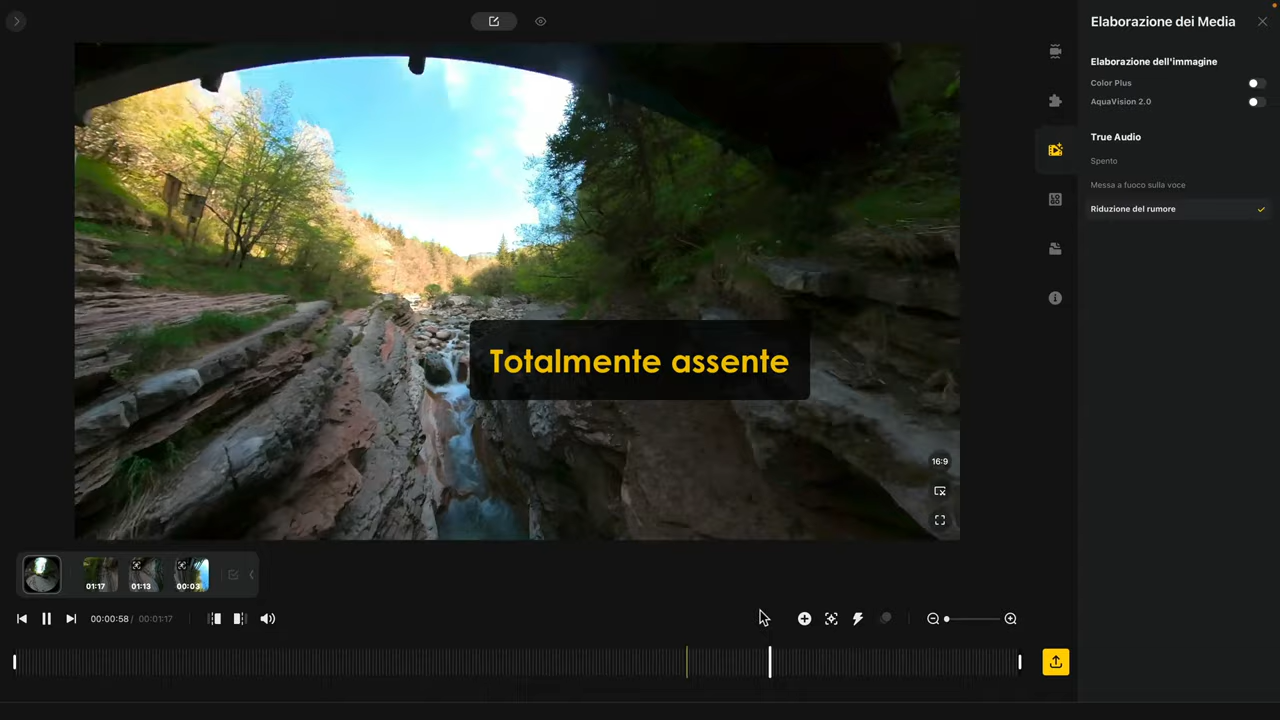 Elaborazione dei Media
Elaborazione dell'immagine
Color Plus
AquaVision 2.0
True Audio
Spento
Messa a fuoco sulla voce
Riduzione del rumore
Totalmente assente
16:9
01:17
01:13
00:03
00:00:58 / 00:01:17